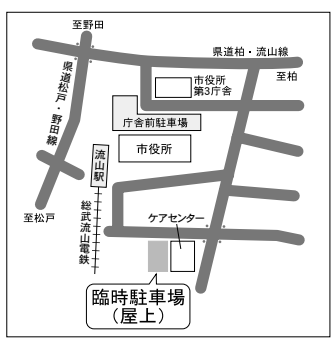 至野田
県道柏・流山線
至柏
県道松戸・野田線
市役所
第3庁舎
庁舎前駐車場
市役所
流山駅
総武流山電鉄
至松戸
ケアセンター
臨時駐車場
(屋上)